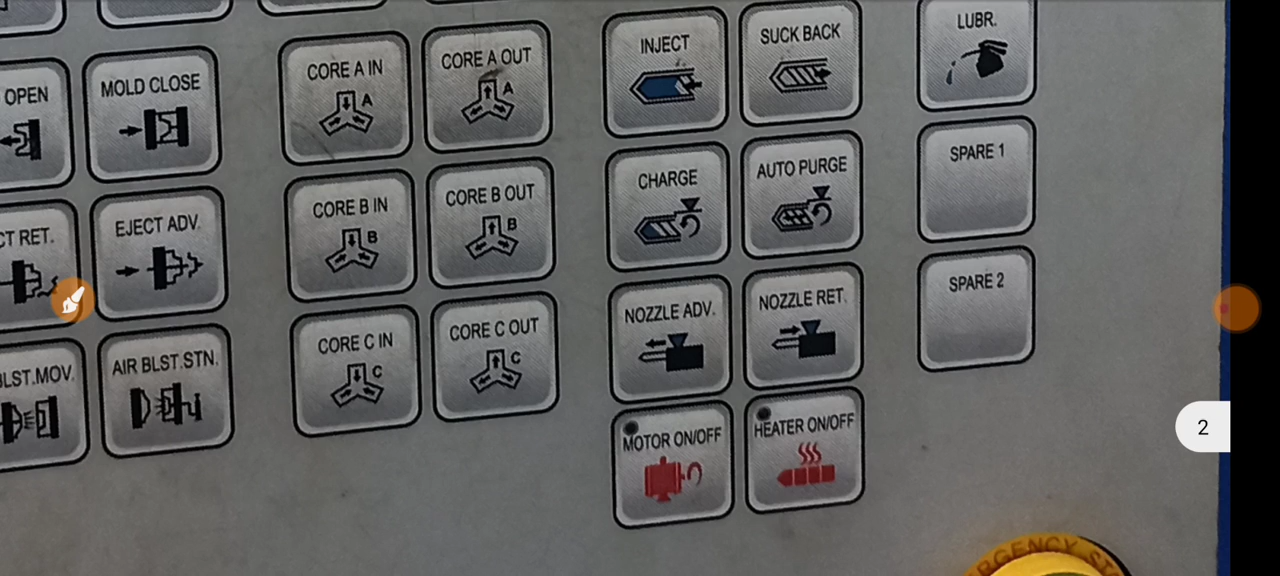 INJECT
SUCK BACK
LUBR.
CORE A IN
A
CORE A OUT
A
OPEN
MOLD CLOSE
CHARGE
AUTO PURGE
SPARE 1
CORE B IN
B
CORE B OUT
B
CT RET.
EJECT ADV.
NOZZLE ADV.
NOZZLE RET.
SPARE 2
CORE C IN
C
CORE C OUT
C
BLST.MOV.
AIR BLST.STN.
MOTOR ON/OFF
HEATER ON/OFF
2
RGENCY ST